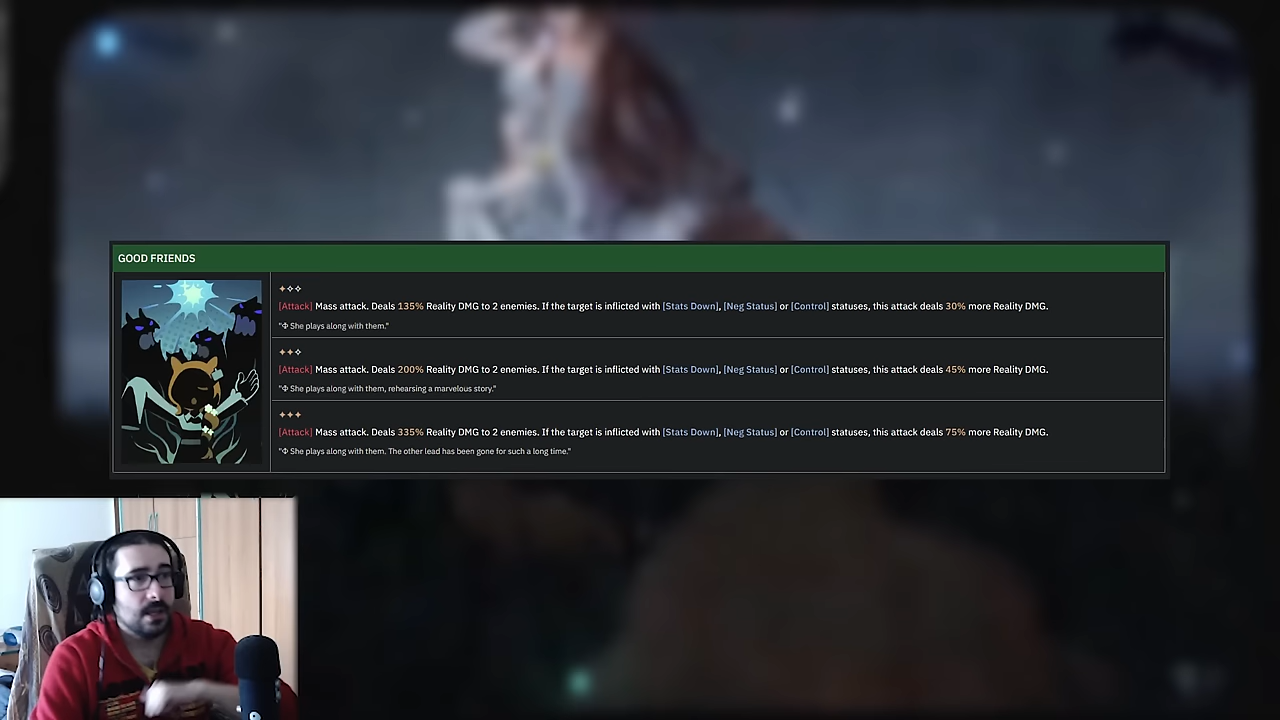 GOOD FRIENDS
[Attack] Mass attack. Deals 135% Reality DMG to 2 enemies. If the target is inflicted with [Stats Down], [Neg Status] or [Control] statuses, this attack deals 30% more Reality DMG.
"Φ She plays along with them."
[Attack] Mass attack. Deals 200% Reality DMG to 2 enemies. If the target is inflicted with [Stats Down], [Neg Status] or [Control] statuses, this attack deals 45% more Reality DMG.
"Φ She plays along with them, rehearsing a marvelous story."
[Attack] Mass attack. Deals 335% Reality DMG to 2 enemies. If the target is inflicted with [Stats Down], [Neg Status] or [Control] statuses, this attack deals 75% more Reality DMG.
"Φ She plays along with them. The other lead has been gone for such a long time."